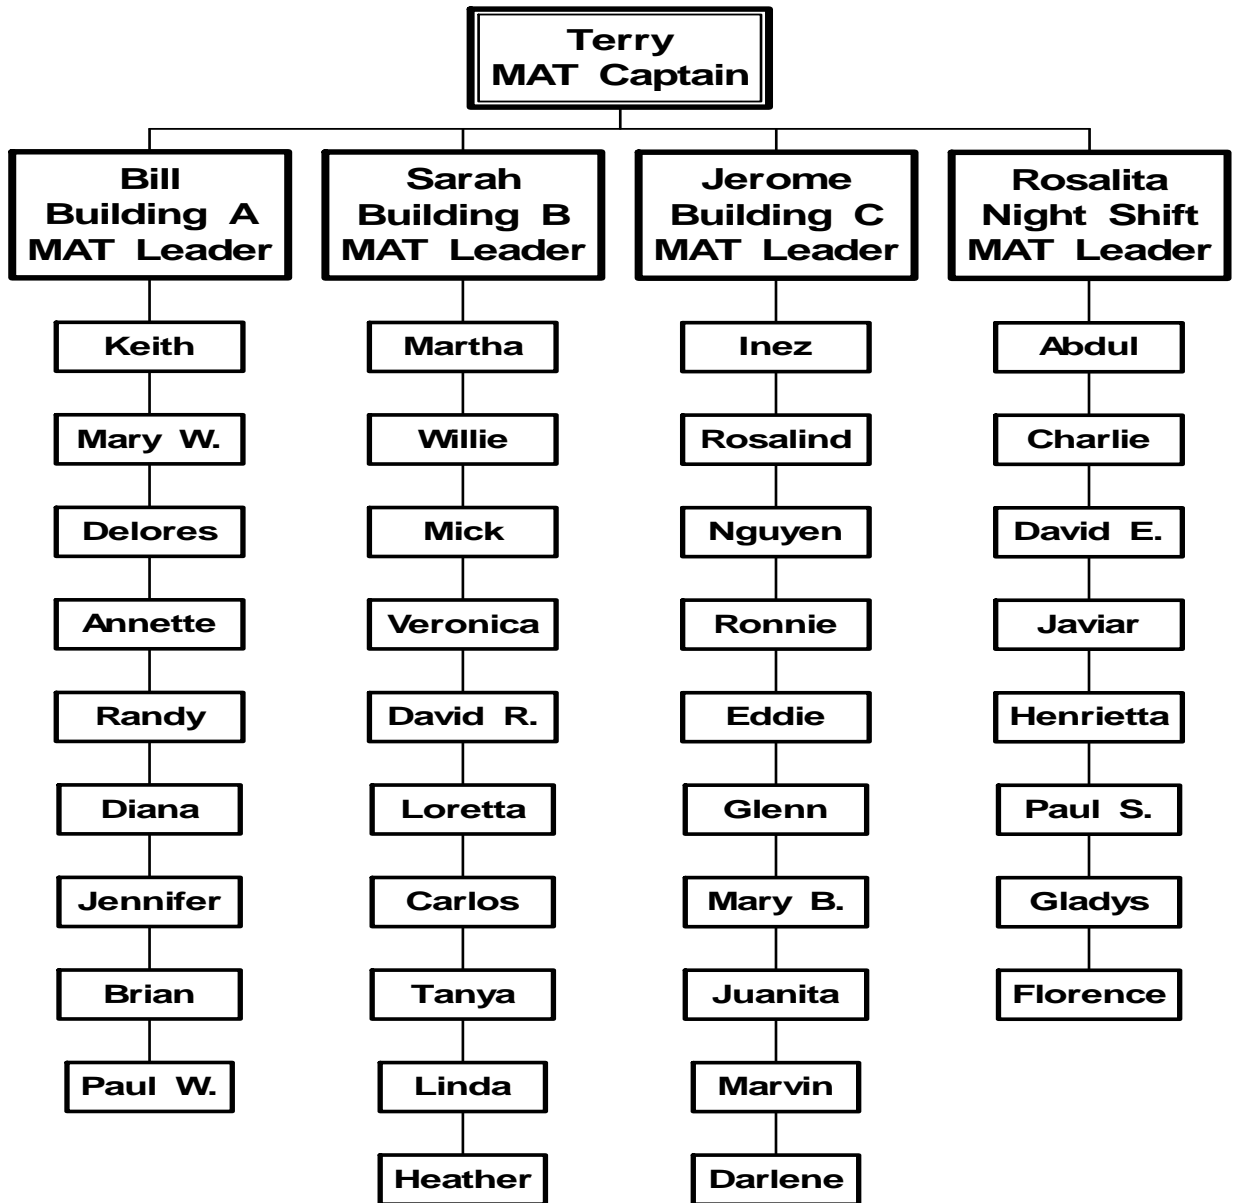 Terry
MAT Captain
Bill
Building A
MAT Leader
Keith
Mary W.
Delores
Annette
Randy
Diana
Jennifer
Brian
Paul W.
Sarah
Building B
MAT Leader
Martha
Willie
Mick
Veronica
David R.
Loretta
Carlos
Tanya
Linda
Heather
Jerome
Building C
MAT Leader
Inez
Rosalind
Nguyen
Ronnie
Eddie
Glenn
Mary B.
Juanita
Marvin
Darlene
Rosalita
Night Shift
MAT Leader
Abdul
Charlie
David E.
Javiar
Henrietta
Paul S.
Gladys
Florence